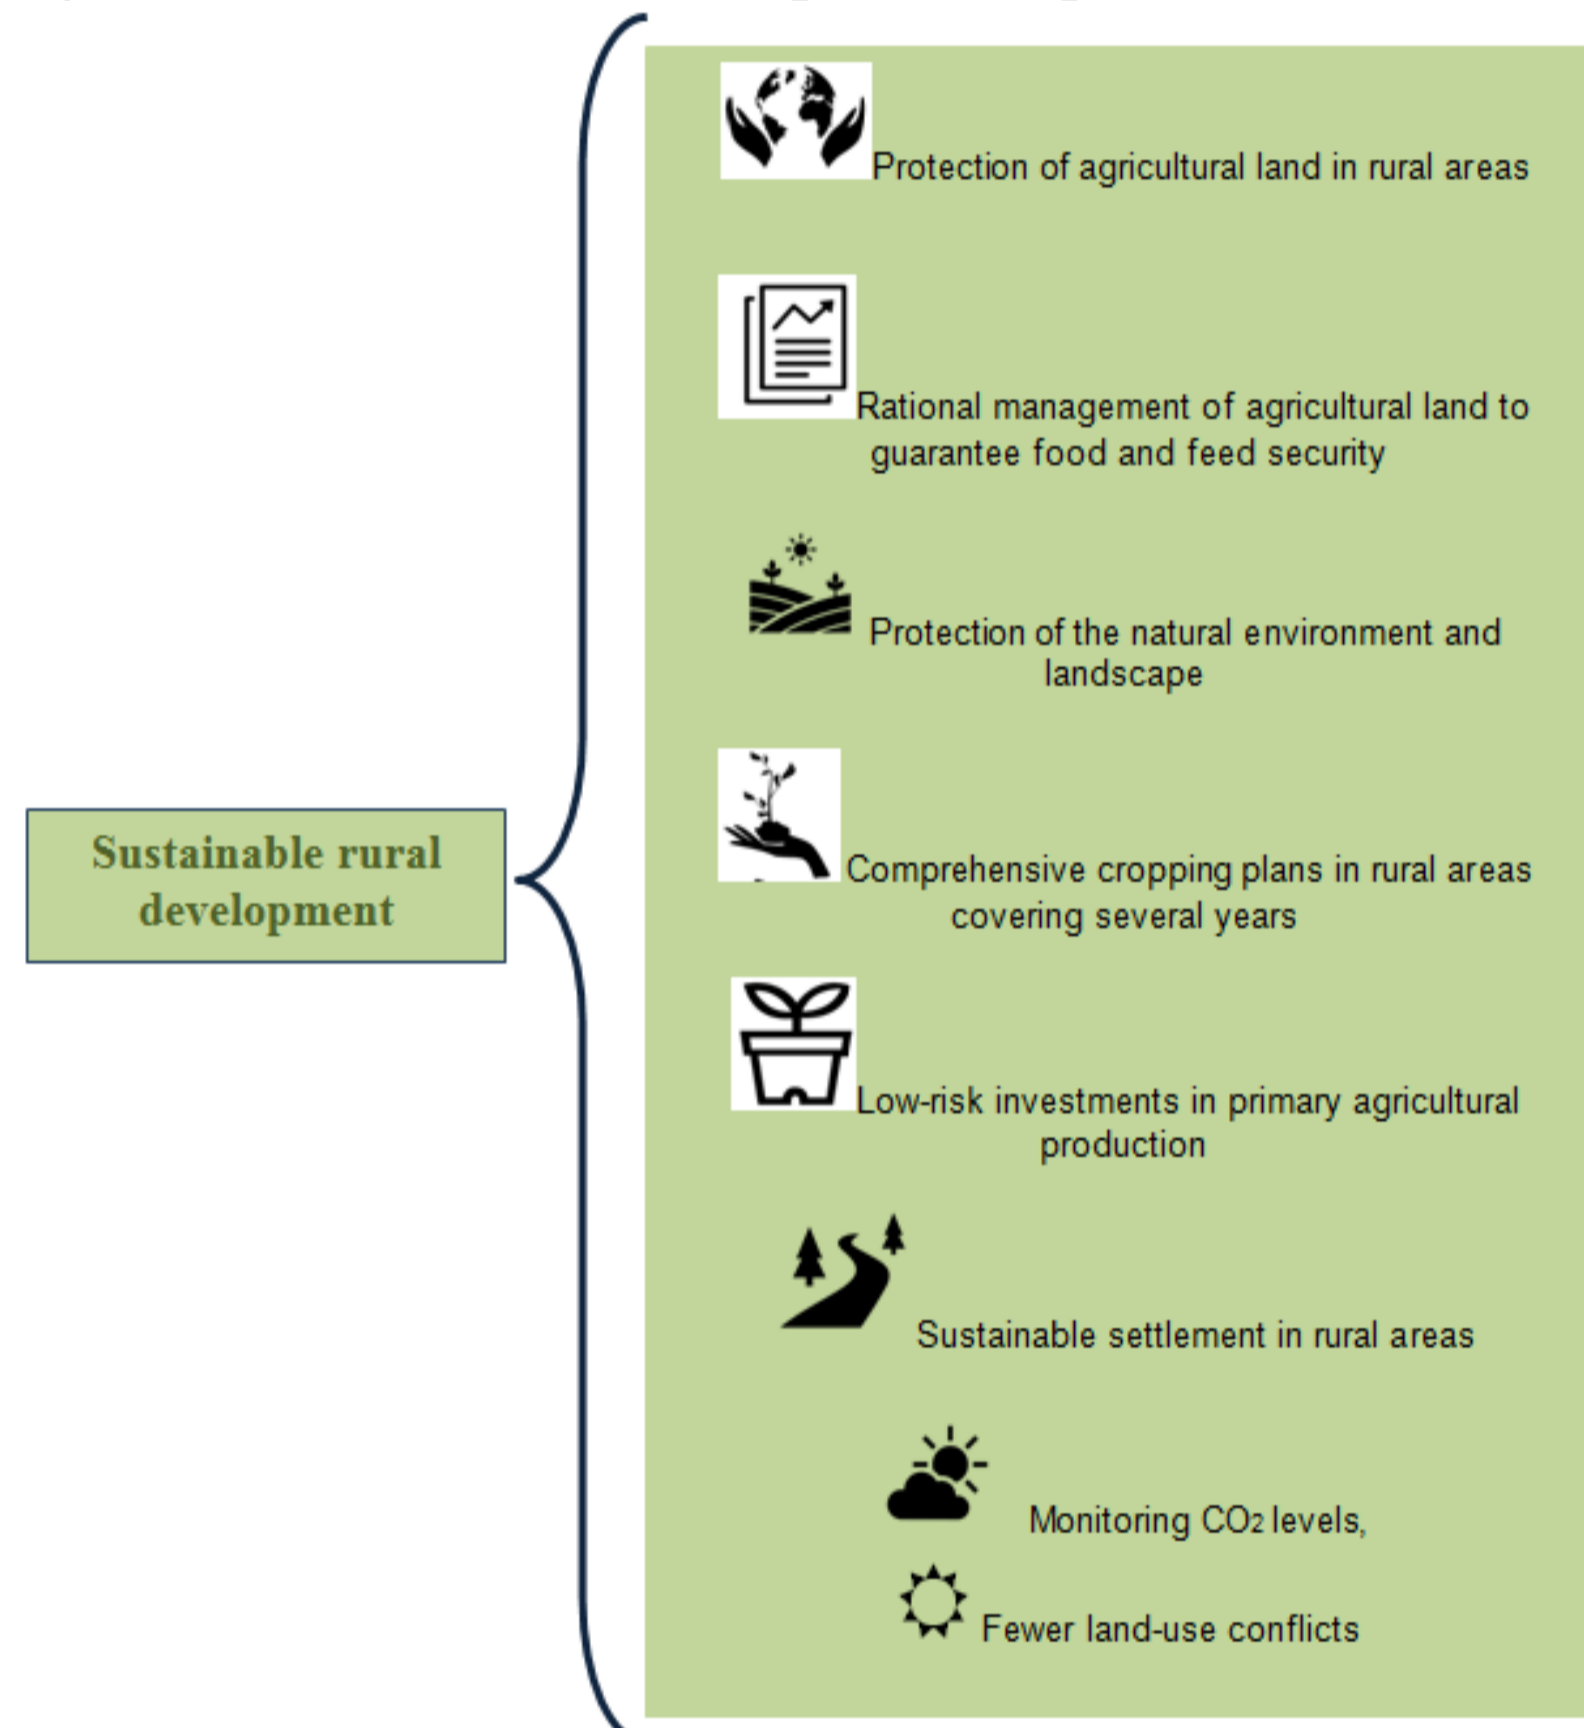 Sustainable rural
development
Protection of agricultural land in rural areas
Rational management of agricultural land to
guarantee food and feed security
Protection of the natural environment and
landscape
Comprehensive cropping plans in rural areas
covering several years
Low-risk investments in primary agricultural
production
Sustainable settlement in rural areas
Monitoring CO2 levels,
Fewer land-use conflicts